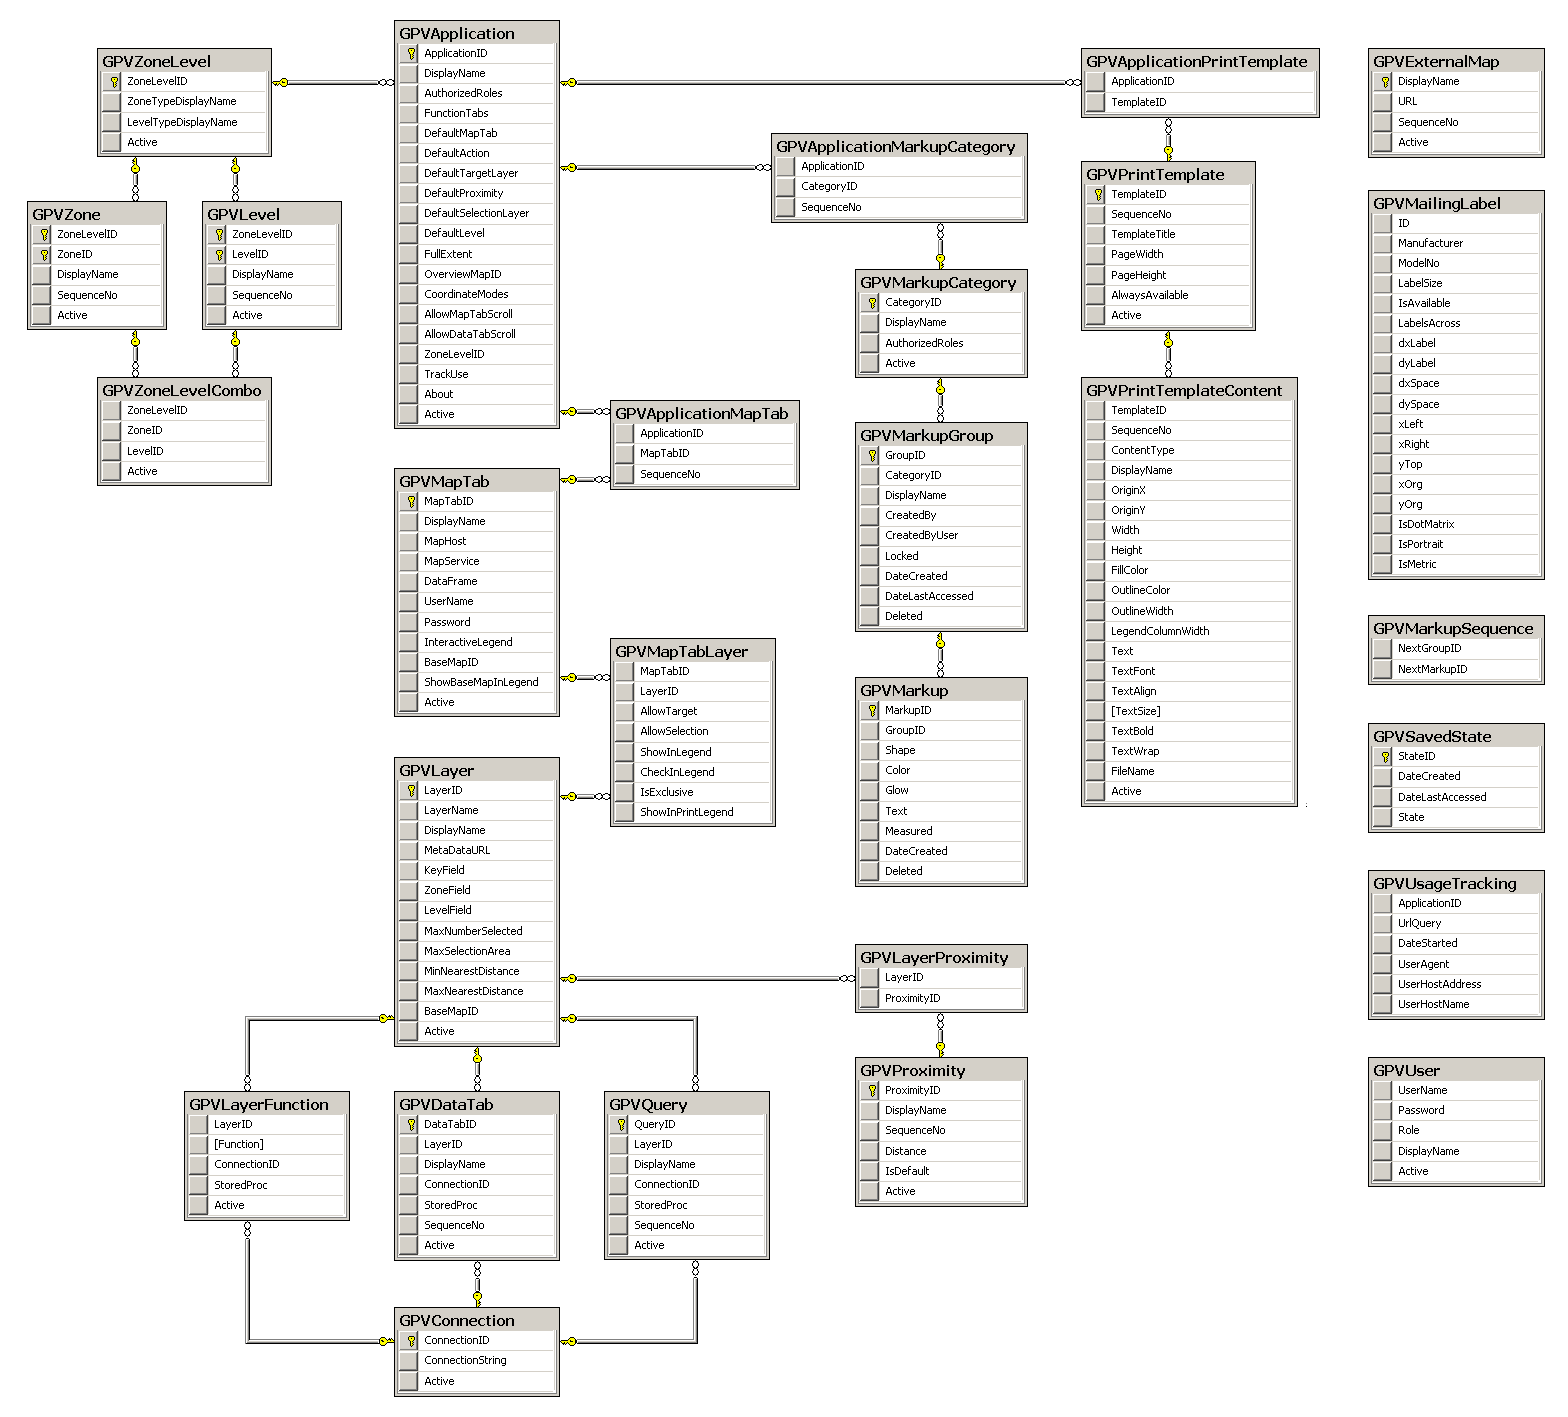 GPVZoneLevel
ZoneLevelID
ZoneTypeDisplayName
LevelTypeDisplayName
Active
GPVZone
ZoneLevelID
ZoneID
DisplayName
SequenceNo
Active
GPVLevel
ZoneLevelID
LevelID
DisplayName
SequenceNo
Active
GPVZoneLevelCombo
ZoneLevelID
ZoneID
LevelID
Active
GPVApplication
ApplicationID
DisplayName
AuthorizedRoles
FunctionTabs
DefaultMapTab
DefaultAction
DefaultTargetLayer
DefaultProximity
DefaultSelectionLayer
DefaultLevel
FullExtent
OverviewMapID
CoordinateModes
AllowMapTabScroll
AllowDataTabScroll
ZoneLevelID
TrackUse
About
Active
GPVApplicationMapTab
ApplicationID
MapTabID
SequenceNo
GPVMapTab
MapTabID
DisplayName
MapHost
MapService
DataFrame
UserName
Password
InteractiveLegend
BaseMapID
ShowBaseMapInLegend
Active
GPVMapTabLayer
MapTabID
LayerID
AllowTarget
AllowSelection
ShowInLegend
CheckInLegend
IsExclusive
ShowInPrintLegend
GPVLayer
LayerID
LayerName
DisplayName
MetaDataURL
KeyField
ZoneField
LevelField
MaxNumberSelected
MaxSelectionArea
MinNearestDistance
MaxNearestDistance
BaseMapID
Active
GPVLayerFunction
LayerID
[Function]
ConnectionID
StoredProc
Active
GPVDataTab
DataTabID
LayerID
DisplayName
ConnectionID
StoredProc
SequenceNo
Active
GPVQuery
QueryID
LayerID
DisplayName
ConnectionID
StoredProc
SequenceNo
Active
GPVConnection
ConnectionID
ConnectionString
Active
GPVApplicationMarkupCategory
ApplicationID
CategoryID
SequenceNo
GPVMarkupCategory
CategoryID
DisplayName
AuthorizedRoles
Active
GPVMarkupGroup
GroupID
CategoryID
DisplayName
CreatedBy
CreatedByUser
Locked
DateCreated
DateLastAccessed
Deleted
GPVMarkup
MarkupID
GroupID
Shape
Color
Glow
Text
Measured
DateCreated
Deleted
GPVLayerProximity
LayerID
ProximityID
GPVProximity
ProximityID
DisplayName
SequenceNo
Distance
IsDefault
Active
GPVApplicationPrintTemplate
ApplicationID
TemplateID
GPVPrintTemplate
TemplateID
SequenceNo
TemplateTitle
PageWidth
PageHeight
AlwaysAvailable
Active
GPVPrintTemplateContent
TemplateID
SequenceNo
ContentType
DisplayName
OriginX
OriginY
Width
Height
FillColor
OutlineColor
OutlineWidth
LegendColumnWidth
Text
TextFont
TextAlign
[TextSize]
TextBold
TextWrap
FileName
Active
GPVExternalMap
DisplayName
URL
SequenceNo
Active
GPVMailingLabel
ID
Manufacturer
ModelNo
LabelSize
IsAvailable
LabelsAcross
dxLabel
dyLabel
dxSpace
dySpace
xLeft
xRight
yTop
xOrg
yOrg
IsDotMatrix
IsPortrait
IsMetric
GPVMarkupSequence
NextGroupID
NextMarkupID
GPVSavedState
StateID
DateCreated
DateLastAccessed
State
GPVUsageTracking
ApplicationID
UrlQuery
DateStarted
UserAgent
UserHostAddress
UserHostName
GPVUser
UserName
Password
Role
DisplayName
Active